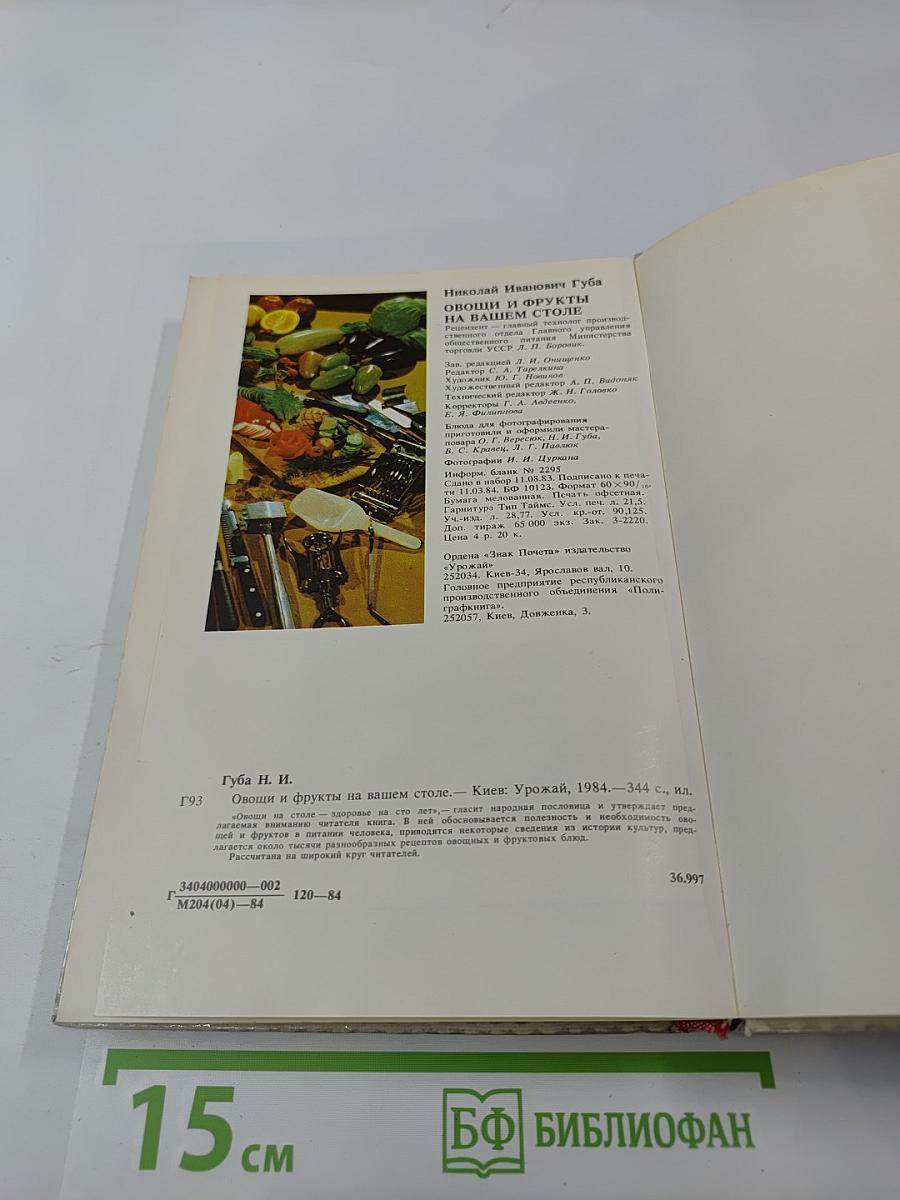 Николай Иванович Губа
ОВОЩИ И ФРУКТЫ
НА ВАШЕМ СТОЛЕ
Рецензент — главный технолог производ-
ственного отдела Главного управления
общественного питания Министерства
торговли УССР Л. П. Боровик.
Зав. редакцией Л. И. Онищенко
Редактор С. А. Тарелкина
Художник Ю. Г. Новиков
Художественный редактор А. П. Видоняк
Технический редактор Ж. Н. Головко
Корректоры Г. А. Авдеенко,
Е. Я. Филиппова
Блюда для фотографирования
приготовили и оформили мастера-
повара О. Г. Вересюк, Н. И. Губа,
В. С. Кравец, Л. Г. Павлюк
Фотографии И. И. Цуркана
Информ. бланк № 2295
Сдано в набор 11.08.83. Подписано к печа-
ти 11.03.84. БФ 10123. Формат 60×90/16.
Бумага мелованная. Печать офсетная.
Гарнитура Тип Таймс. Усл. печ. л. 21,5.
Уч.-изд. л. 28,77. Усл. кр.-от. 90,125.
Доп. тираж 65 000 экз. Зак. 3-2220.
Цена 4 р. 20 к.
Ордена «Знак Почета» издательство
«Урожай»
252034. Киев-34, Ярославов вал, 10.
Головное предприятие республиканского
производственного объединения «Поли-
графкнига».
252057, Киев, Довженка, 3.
Губа Н. И.
Г93 Овощи и фрукты на вашем столе.— Киев: Урожай, 1984.—344 с., ил.
«Овощи на столе — здоровье на сто лет»,— гласит народная пословица и утверждает пред-
лагаемая вниманию читателя книга. В ней обосновывается полезность и необходимость ово-
щей и фруктов в питании человека, приводятся некоторые сведения из истории культур, пред-
лагается около тысячи разнообразных рецептов овощных и фруктовых блюд.
Рассчитана на широкий круг читателей.
Г 3404000000—002 120—84 36.997
М204(04)—84
15 см БФ БИБЛИОФАН